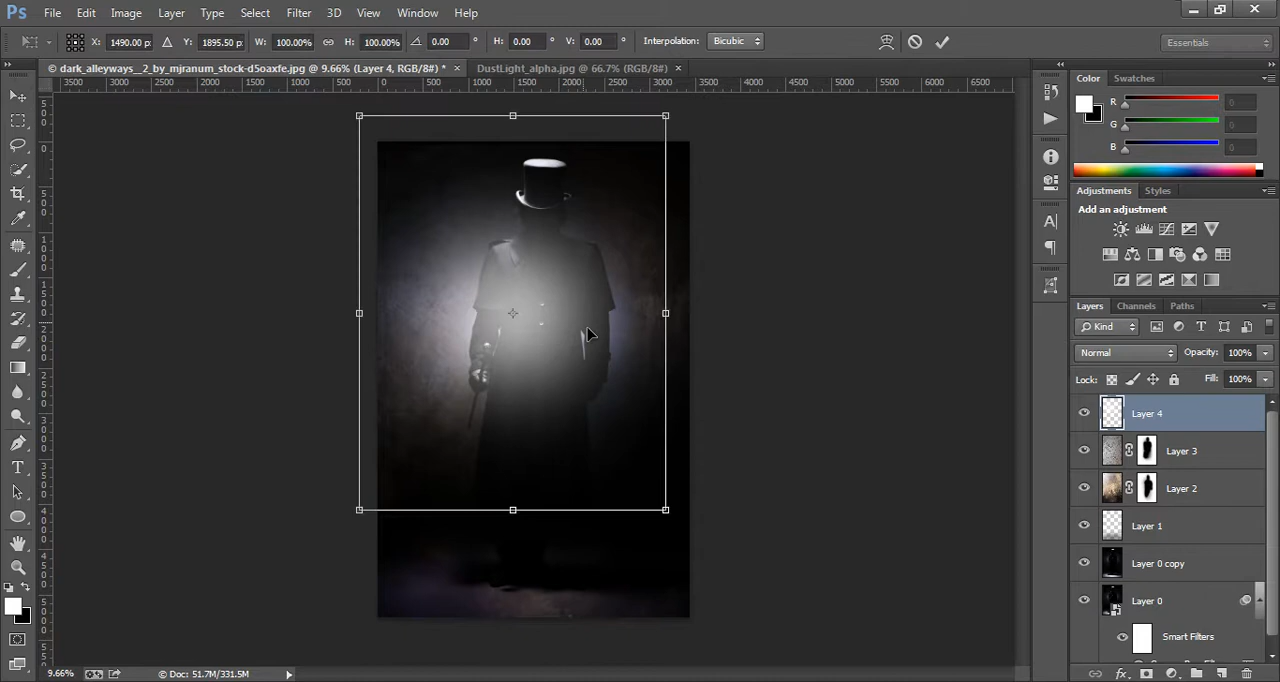 Ps File Edit Image Layer Type Select Filter 3D View Window Help
X: 1490.00 px Y: 1895.50 px W: 100.00% H: 100.00% 0.00 ° H: 0.00 ° V: 0.00 ° Interpolation: Bicubic Essentials
© dark_alleyways__2_by_mjranum_stock-d5oaxfe.jpg @ 9.66% (Layer 4, RGB/8#) * × DustLight_alpha.jpg @ 66.7% (RGB/8#) ×
3500 3000 2500 2000 1500 1000 500 0 500 1000 1500 2000 2500 3000 3500 4000 4500 5000 5500 6000 6500
Color Swatches
R 0
G 0
B 0
Adjustments Styles
Add an adjustment
Layers Channels Paths
Kind
Normal Opacity: 100%
Lock: Fill: 100%
Layer 4
Layer 3
Layer 2
Layer 1
Layer 0 copy
Layer 0
Smart Filters
9.66% © Doc: 51.7M/331.5M